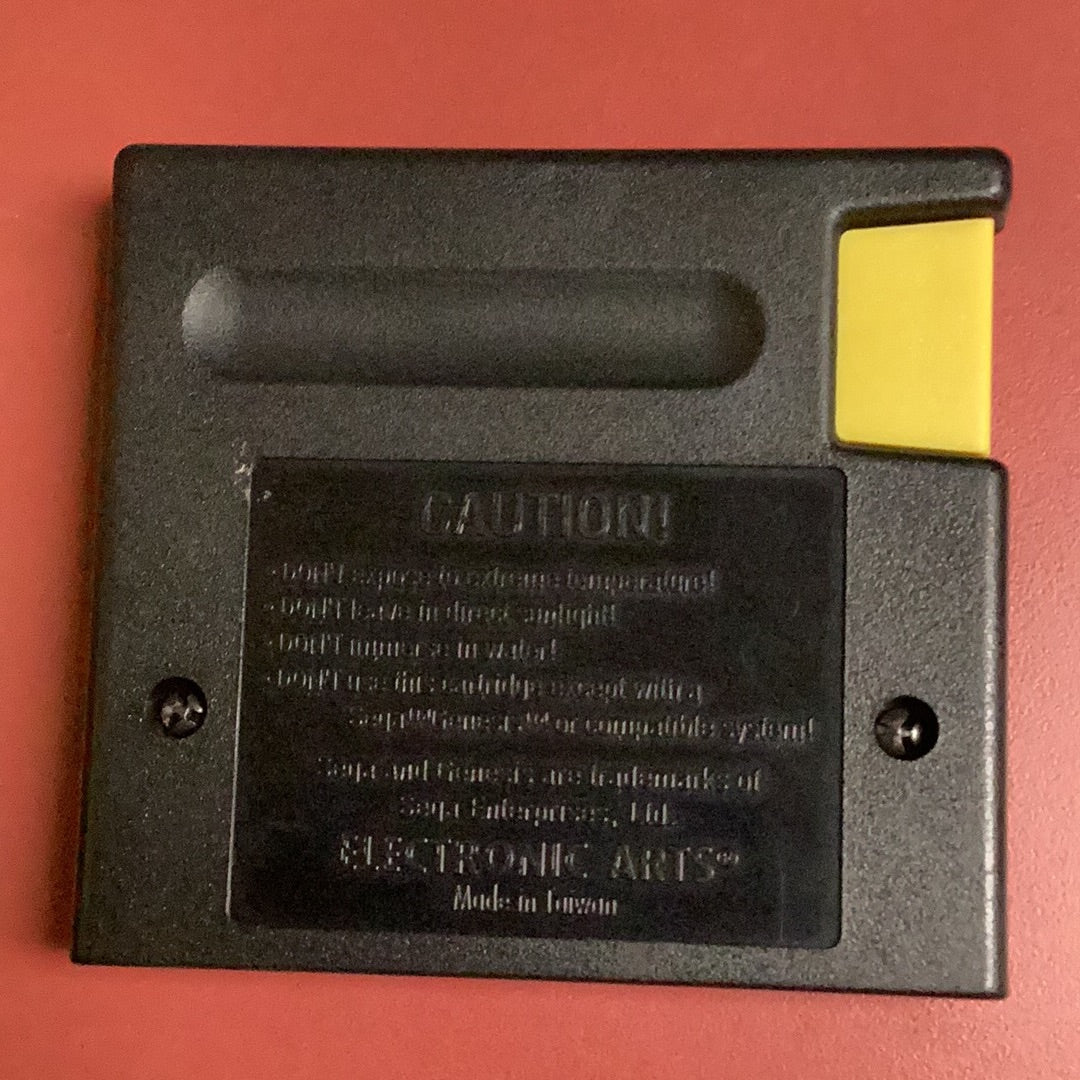 CAUTION!
• DON'T expose to extreme temperature!
• DON'T leave in direct sunlight!
• DON'T immerse in water!
• DON'T use this cartridge except with a
Sega™ Genesis™ or compatible system!
Sega and Genesis are trademarks of
Sega Enterprises, Ltd.
ELECTRONIC ARTS®
Made in Taiwan